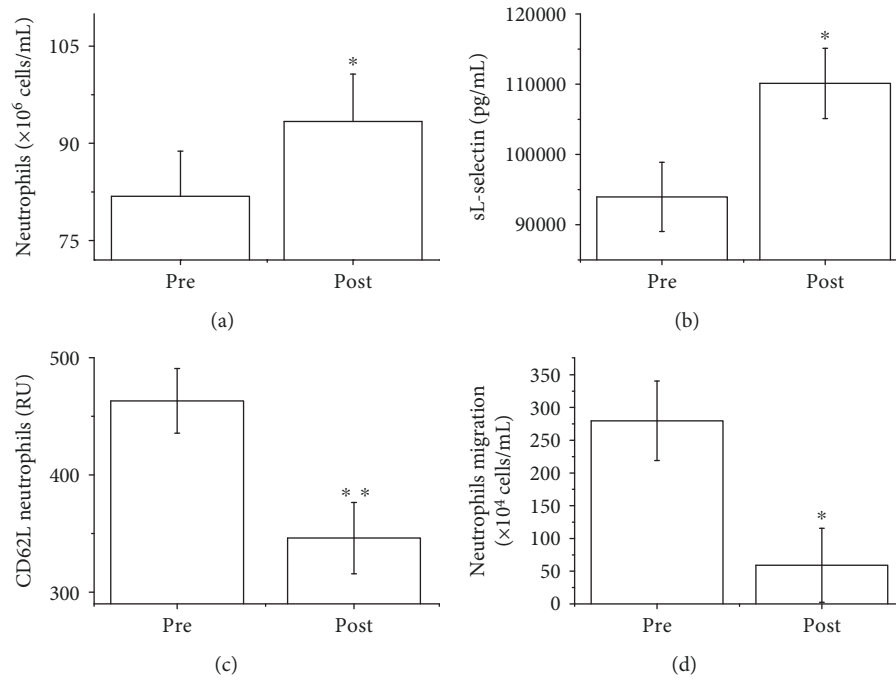 Neutrophils (×10⁶ cells/mL)
105
90
75
*
Pre
Post
(a)
sL-selectin (pg/mL)
120000
110000
100000
90000
*
Pre
Post
(b)
CD62L neutrophils (RU)
500
400
300
* *
Pre
Post
(c)
Neutrophils migration
(×10⁴ cells/mL)
350
300
250
200
150
100
50
0
*
Pre
Post
(d)